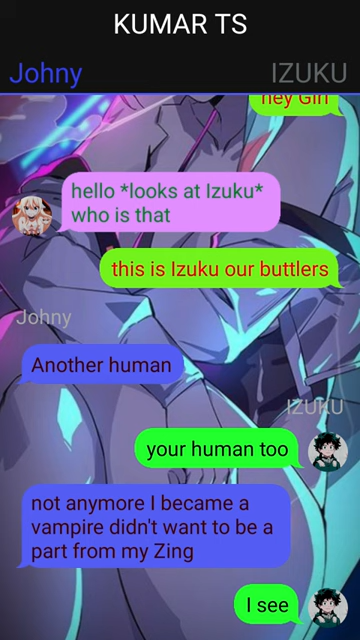 KUMAR TS
Johny
IZUKU
hey Girl
hello *looks at Izuku*
who is that
this is Izuku our buttlers
Johny
Another human
IZUKU
your human too
not anymore I became a
vampire didn't want to be a
part from my Zing
I see